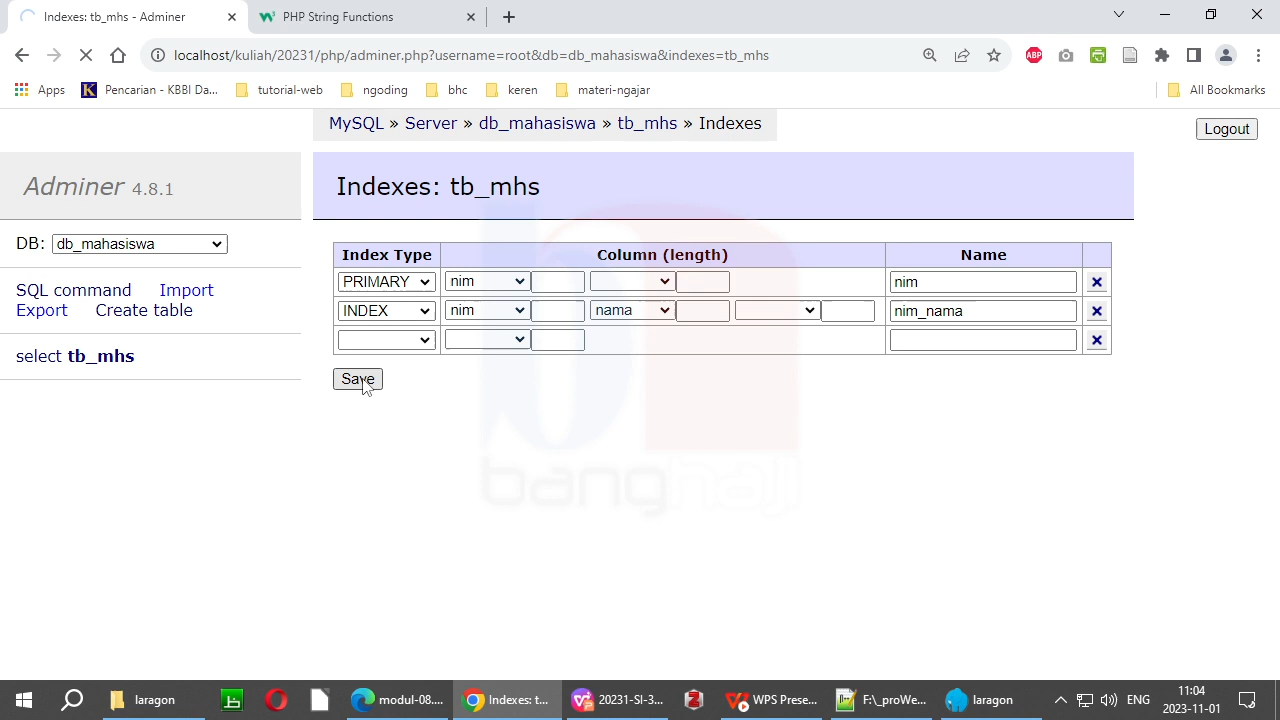 Indexes: tb_mhs - Adminer
PHP String Functions
localhost/kuliah/20231/php/adminer.php?username=root&db=db_mahasiswa&indexes=tb_mhs
ABP
Apps
K Pencarian - KBBI Da...
tutorial-web
ngoding
bhc
keren
materi-ngajar
All Bookmarks
MySQL » Server » db_mahasiswa » tb_mhs » Indexes
Logout
Adminer 4.8.1
Indexes: tb_mhs
DB: db_mahasiswa
SQL command Import
Export Create table
select tb_mhs
Index Type Column (length) Name
PRIMARY nim nim
INDEX nim nama nim_nama
Save
banghaji
laragon
modul-08....
Indexes: t...
20231-SI-3...
WPS Prese...
F:\_proWe...
laragon
ENG
11:04
2023-11-01